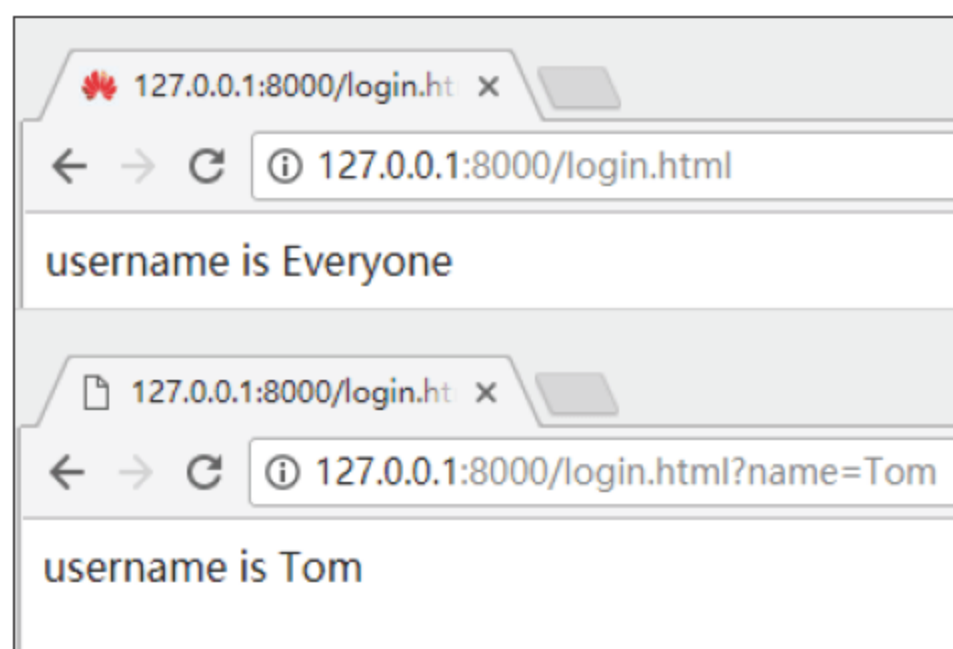 127.0.0.1:8000/login.ht
127.0.0.1:8000/login.html
username is Everyone
127.0.0.1:8000/login.ht
127.0.0.1:8000/login.html?name=Tom
username is Tom